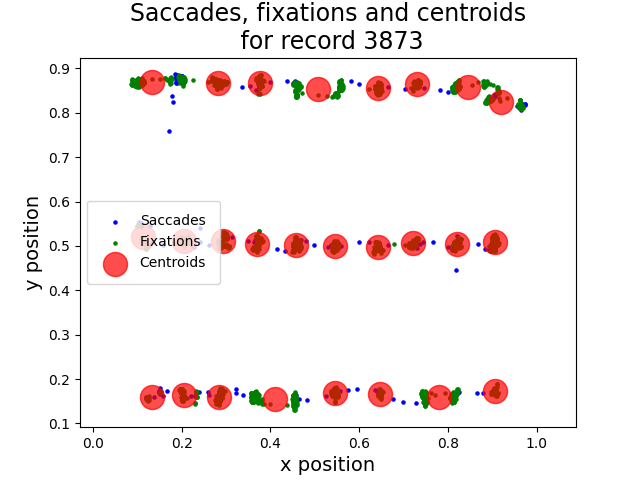 Saccades, fixations and centroids
for record 3873
0.9
0.8
0.7
0.6
0.5
0.4
0.3
0.2
0.1
y position
Saccades
Fixations
Centroids
0.0
0.2
0.4
0.6
0.8
1.0
x position